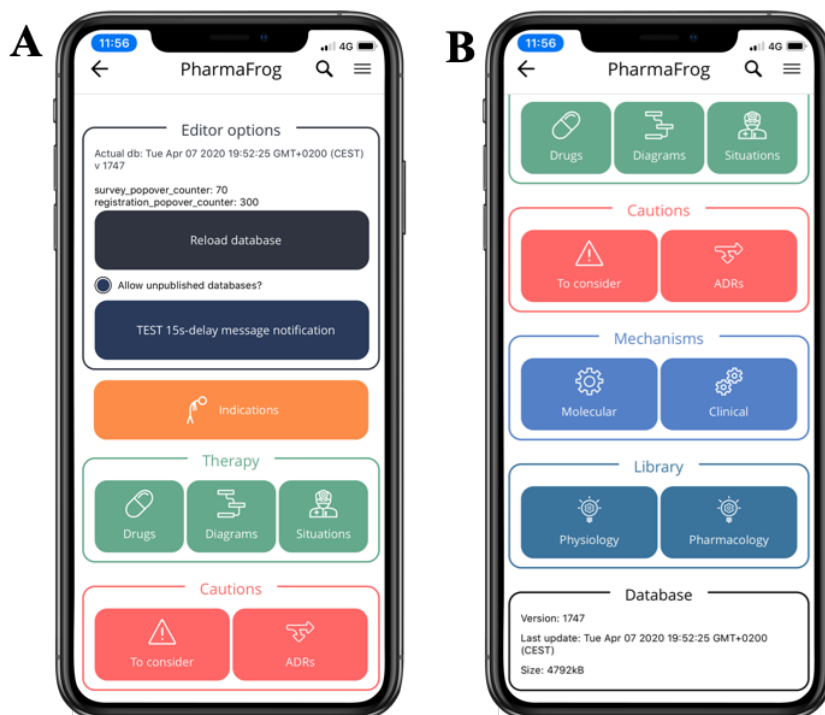 A
11:56
4G
PharmaFrog
Editor options
Actual db: Tue Apr 07 2020 19:52:25 GMT+0200 (CEST)
v 1747
survey_popover_counter: 70
registration_popover_counter: 300
Reload database
Allow unpublished databases?
TEST 15s-delay message notification
Indications
Therapy
Drugs
Diagrams
Situations
Cautions
To consider
ADRs
B
11:56
4G
PharmaFrog
Drugs
Diagrams
Situations
Cautions
To consider
ADRs
Mechanisms
Molecular
Clinical
Library
Physiology
Pharmacology
Database
Version: 1747
Last update: Tue Apr 07 2020 19:52:25 GMT+0200
(CEST)
Size: 4792kB